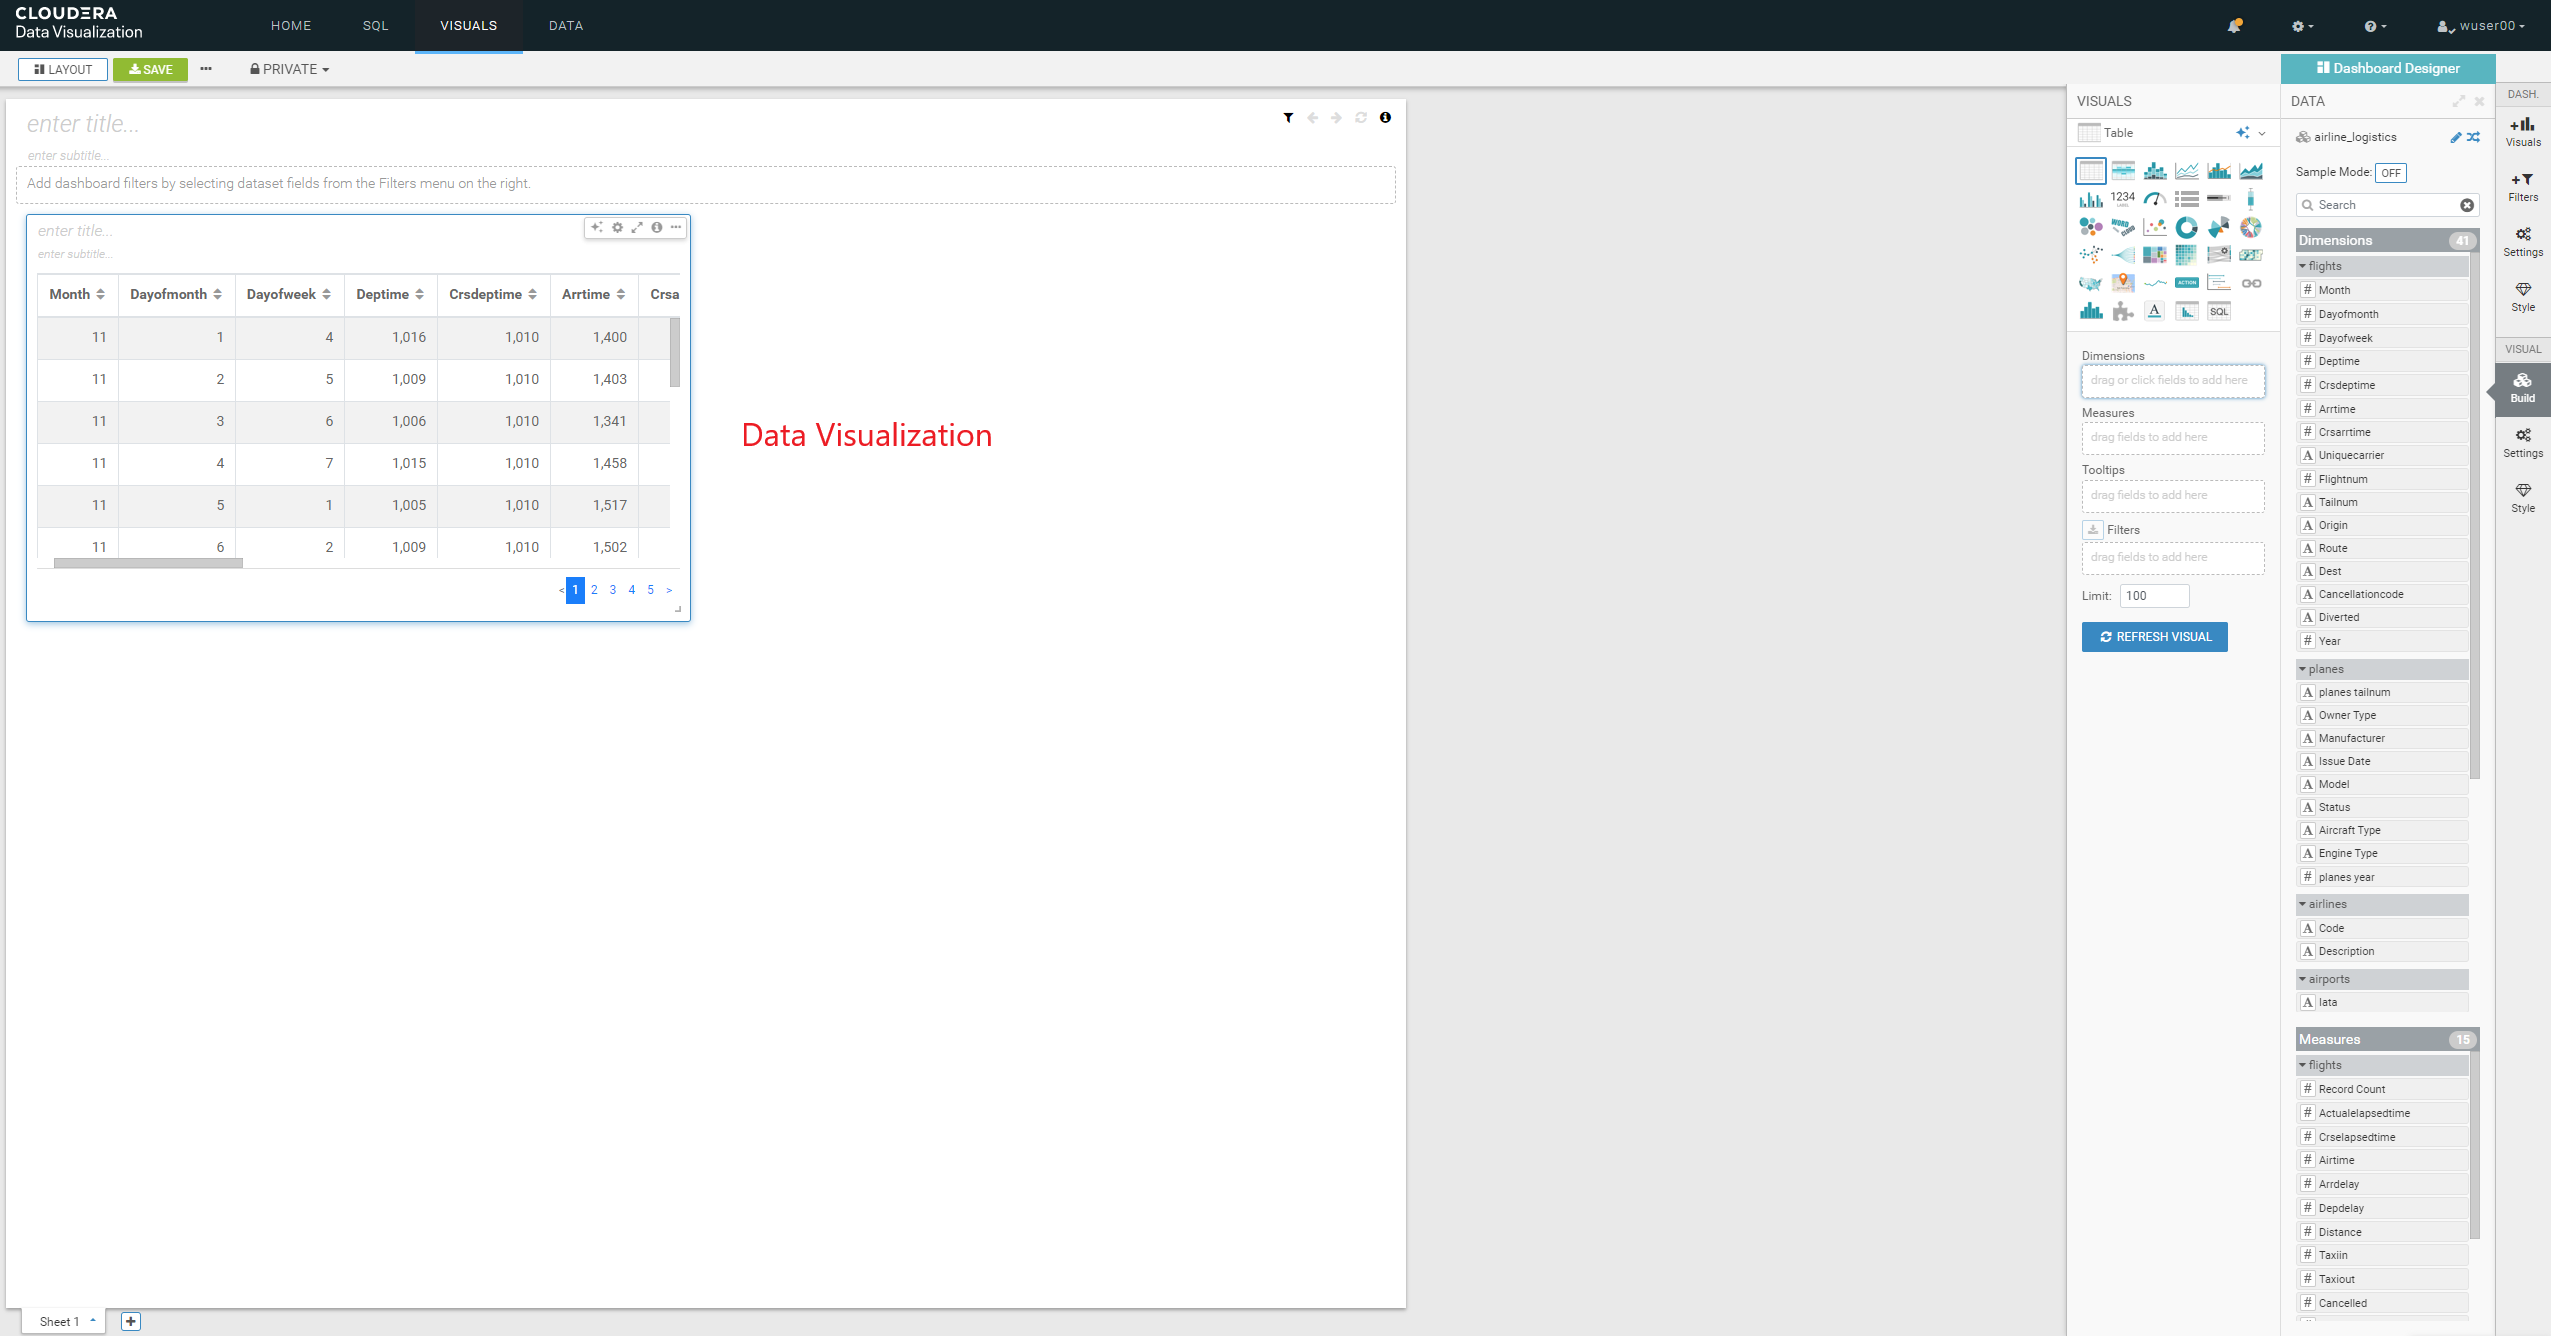 CLOUDERA
Data Visualization
HOME SQL VISUALS DATA
wuser00
LAYOUT SAVE PRIVATE
Dashboard Designer
enter title...
enter subtitle...
Add dashboard filters by selecting dataset fields from the Filters menu on the right.
enter title...
enter subtitle...
Month Dayofmonth Dayofweek Deptime Crsdeptime Arrtime Crsa
11 1 4 1,016 1,010 1,400
11 2 5 1,009 1,010 1,403
11 3 6 1,006 1,010 1,341
11 4 7 1,015 1,010 1,458
11 5 1 1,005 1,010 1,517
11 6 2 1,009 1,010 1,502
< 1 2 3 4 5 >
Data Visualization
Sheet 1
VISUALS
Table
1234
LABEL
WORD
CLOUD
ACTION
A
SQL
Dimensions
drag or click fields to add here
Measures
drag fields to add here
Tooltips
drag fields to add here
Filters
drag fields to add here
Limit: 100
REFRESH VISUAL
DATA
airline_logistics
Sample Mode: OFF
Search
Dimensions 41
flights
# Month
# Dayofmonth
# Dayofweek
# Deptime
# Crsdeptime
# Arrtime
# Crsarrtime
A Uniquecarrier
# Flightnum
A Tailnum
A Origin
A Route
A Dest
A Cancellationcode
A Diverted
# Year
planes
A planes tailnum
A Owner Type
A Manufacturer
A Issue Date
A Model
A Status
A Aircraft Type
A Engine Type
# planes year
airlines
A Code
A Description
airports
A Iata
Measures 15
flights
# Record Count
# Actualelapsedtime
# Crselapsedtime
# Airtime
# Arrdelay
# Depdelay
# Distance
# Taxiin
# Taxiout
# Cancelled
DASH.
Visuals
Filters
Settings
Style
VISUAL
Build
Settings
Style